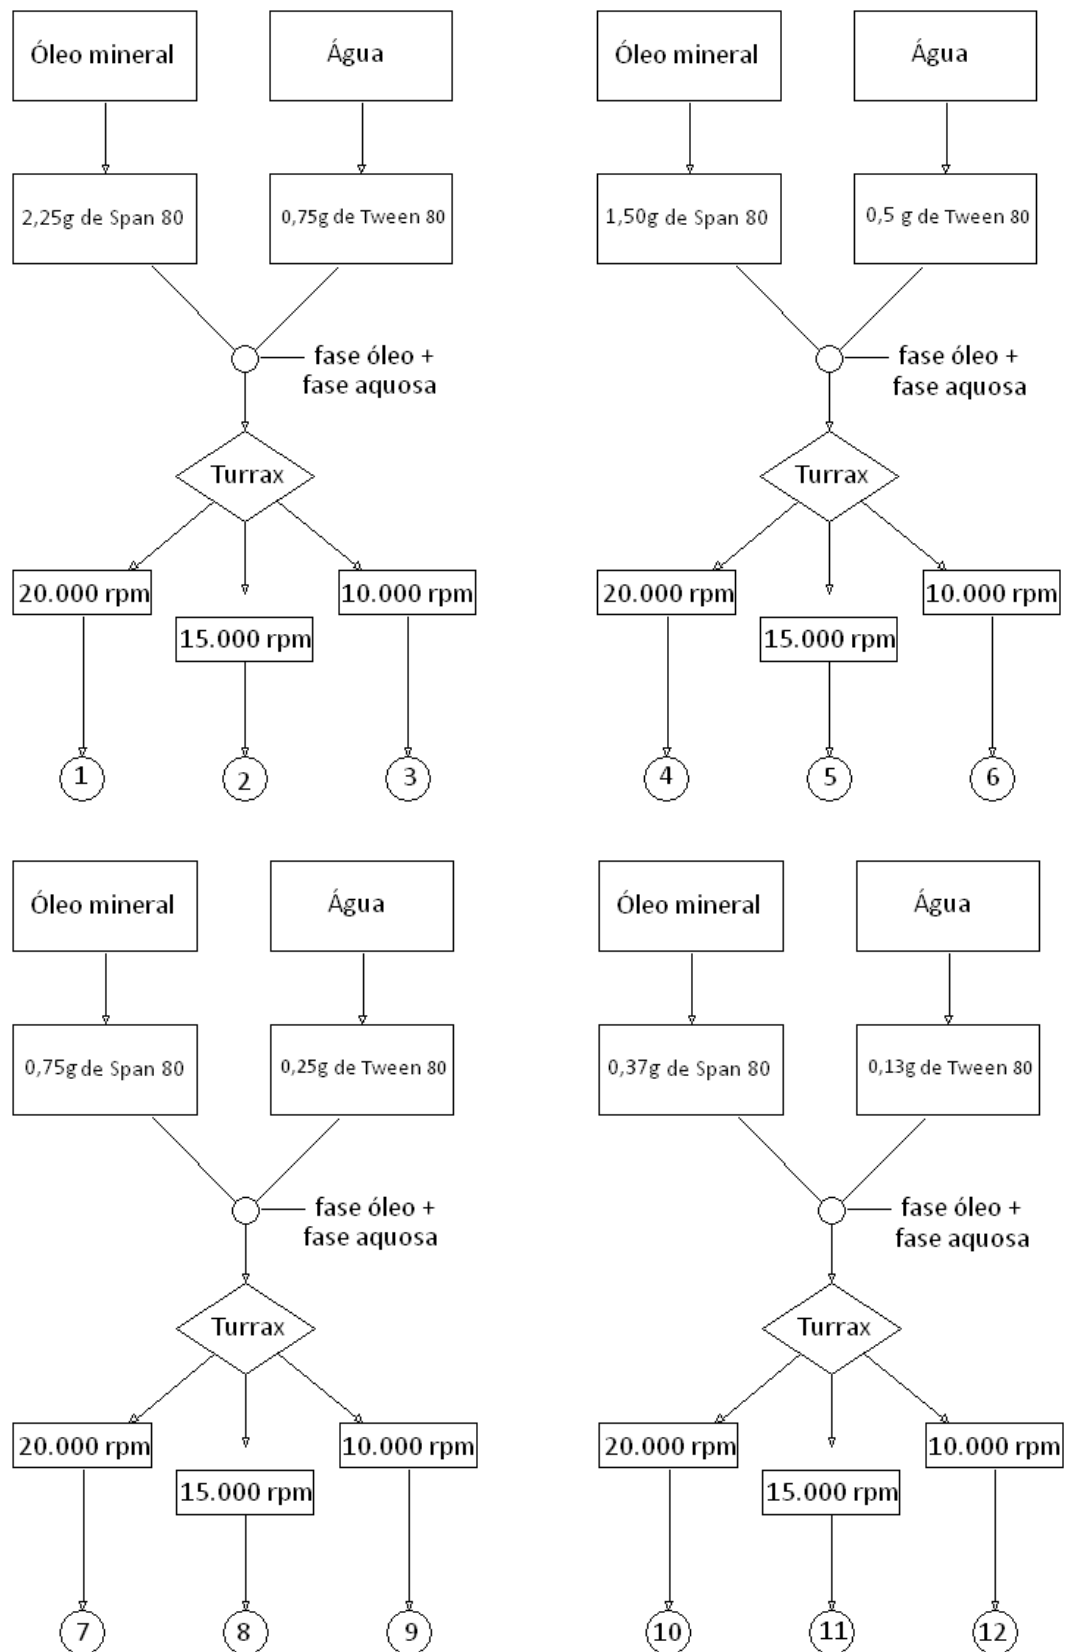 Óleo mineral
Água
2,25g de Span 80
0,75g de Tween 80
fase óleo +
fase aquosa
Turrax
20.000 rpm
15.000 rpm
10.000 rpm
1
2
3
Óleo mineral
Água
1,50g de Span 80
0,5 g de Tween 80
fase óleo +
fase aquosa
Turrax
20.000 rpm
15.000 rpm
10.000 rpm
4
5
6
Óleo mineral
Água
0,75g de Span 80
0,25g de Tween 80
fase óleo +
fase aquosa
Turrax
20.000 rpm
15.000 rpm
10.000 rpm
7
8
9
Óleo mineral
Água
0,37g de Span 80
0,13g de Tween 80
fase óleo +
fase aquosa
Turrax
20.000 rpm
15.000 rpm
10.000 rpm
10
11
12